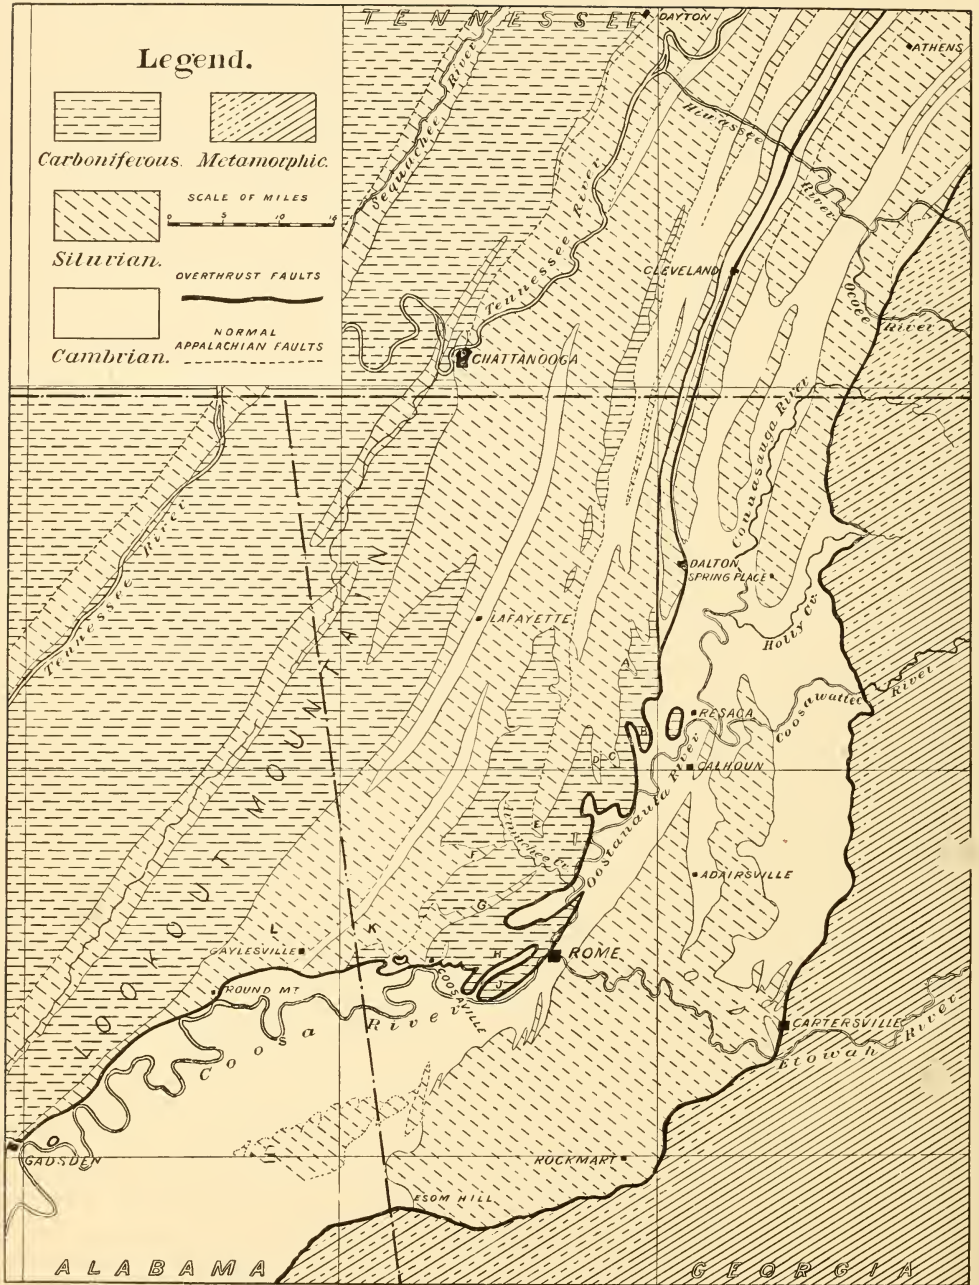 TENNESSEE
DAYTON
ATHENS
Legend.
Carboniferous. Metamorphic.
SCALE OF MILES
0 5 10 15
Silurian.
OVERTHRUST FAULTS
NORMAL
APPALACHIAN FAULTS
Cambrian.
Sequachee River
Hiwassee River
Tennessee River
CLEVELAND
Ocoee River
CHATTANOOGA
Connasauga River
Tennessee River
DALTON
SPRING PLACE
LAFAYETTE
Holly Cr.
LOOKOUT MOUNTAIN
A
Coosawattee River
RESACA
B
D C
CALHOUN
Oostanaula River
E
I
F
ADAIRSVILLE
G
L K
GAYLESVILLE
H
ROME
J
COOSAVILLE
ROUND MT
Coosa River
CARTERSVILLE
Etowah River
GADSDEN
ROCKMART
ESOM HILL
ALABAMA
GEORGIA